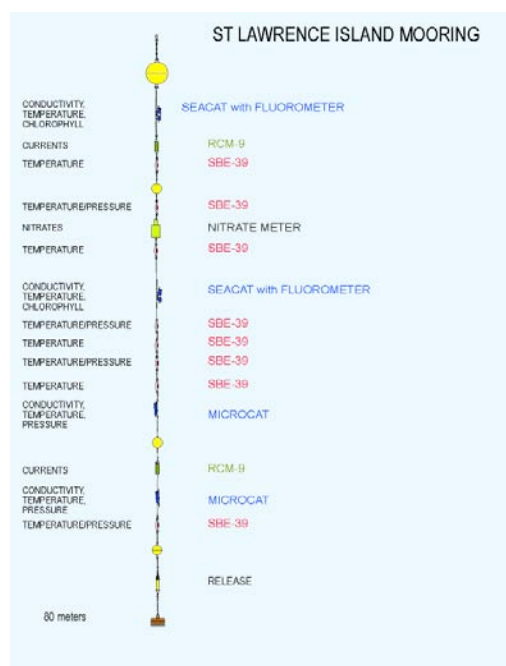 ST LAWRENCE ISLAND MOORING
CONDUCTIVITY,
TEMPERATURE,
CHLOROPHYLL
SEACAT with FLUOROMETER
CURRENTS
RCM-9
TEMPERATURE
SBE-39
TEMPERATURE/PRESSURE
SBE-39
NITRATES
NITRATE METER
TEMPERATURE
SBE-39
CONDUCTIVITY,
TEMPERATURE,
CHLOROPHYLL
SEACAT with FLUOROMETER
TEMPERATURE/PRESSURE
SBE-39
TEMPERATURE
SBE-39
TEMPERATURE/PRESSURE
SBE-39
TEMPERATURE
SBE-39
CONDUCTIVITY,
TEMPERATURE,
PRESSURE
MICROCAT
CURRENTS
RCM-9
CONDUCTIVITY,
TEMPERATURE,
PRESSURE
MICROCAT
TEMPERATURE/PRESSURE
SBE-39
RELEASE
80 meters